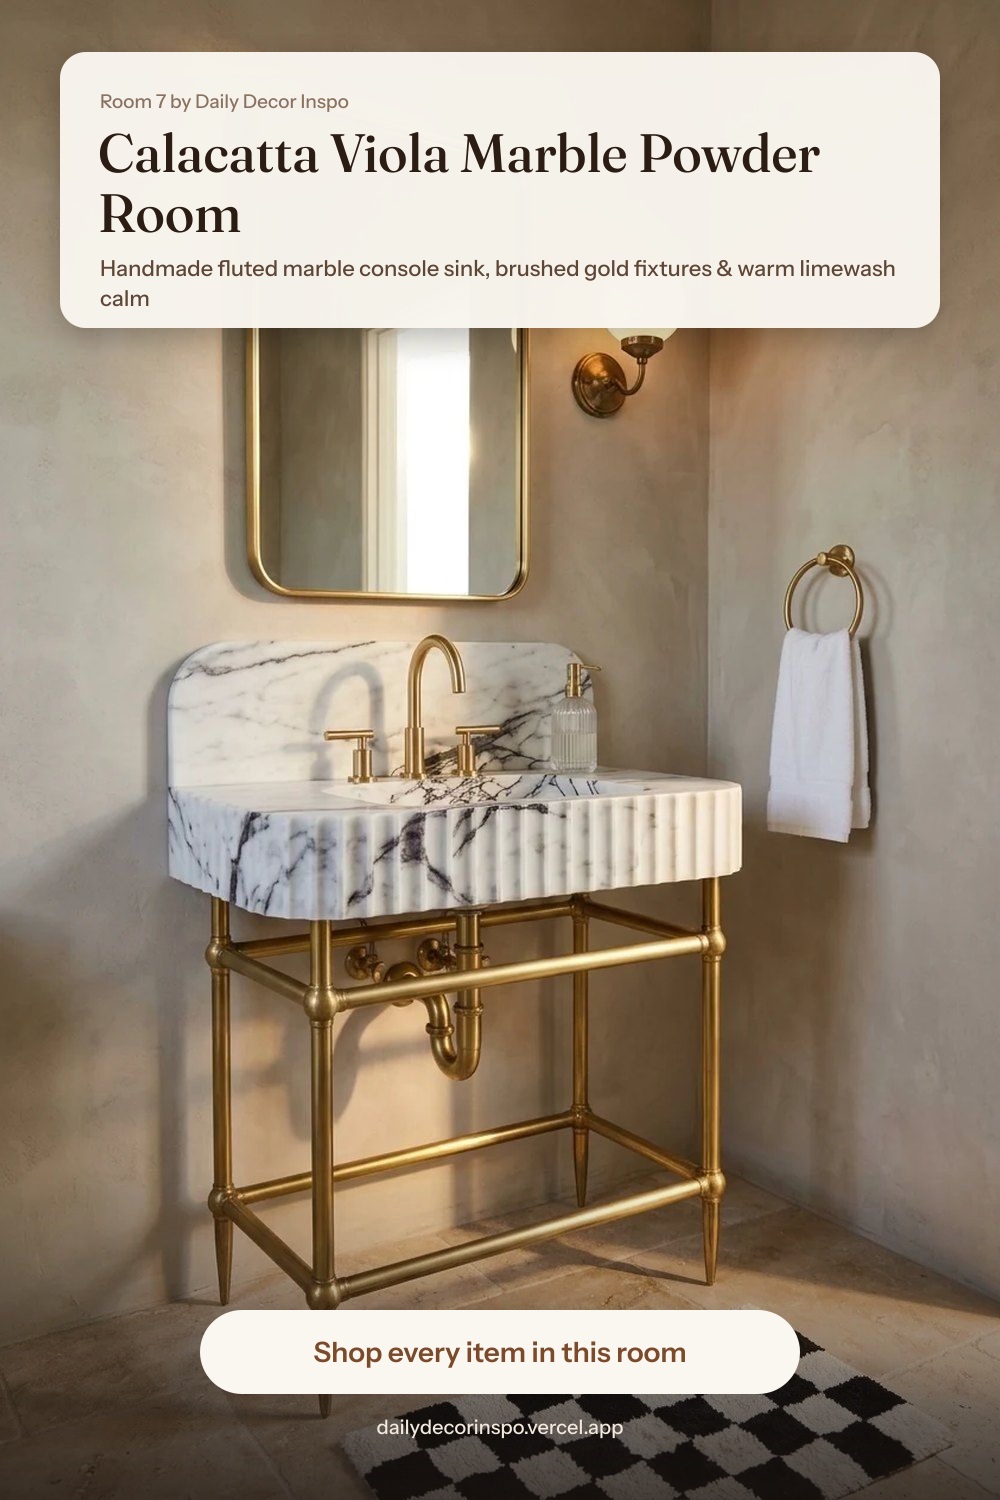 Room 7 by Daily Decor Inspo
Calacatta Viola Marble Powder
Room
Handmade fluted marble console sink, brushed gold fixtures & warm limewash
calm
Shop every item in this room
dailydecorinspo.vercel.app